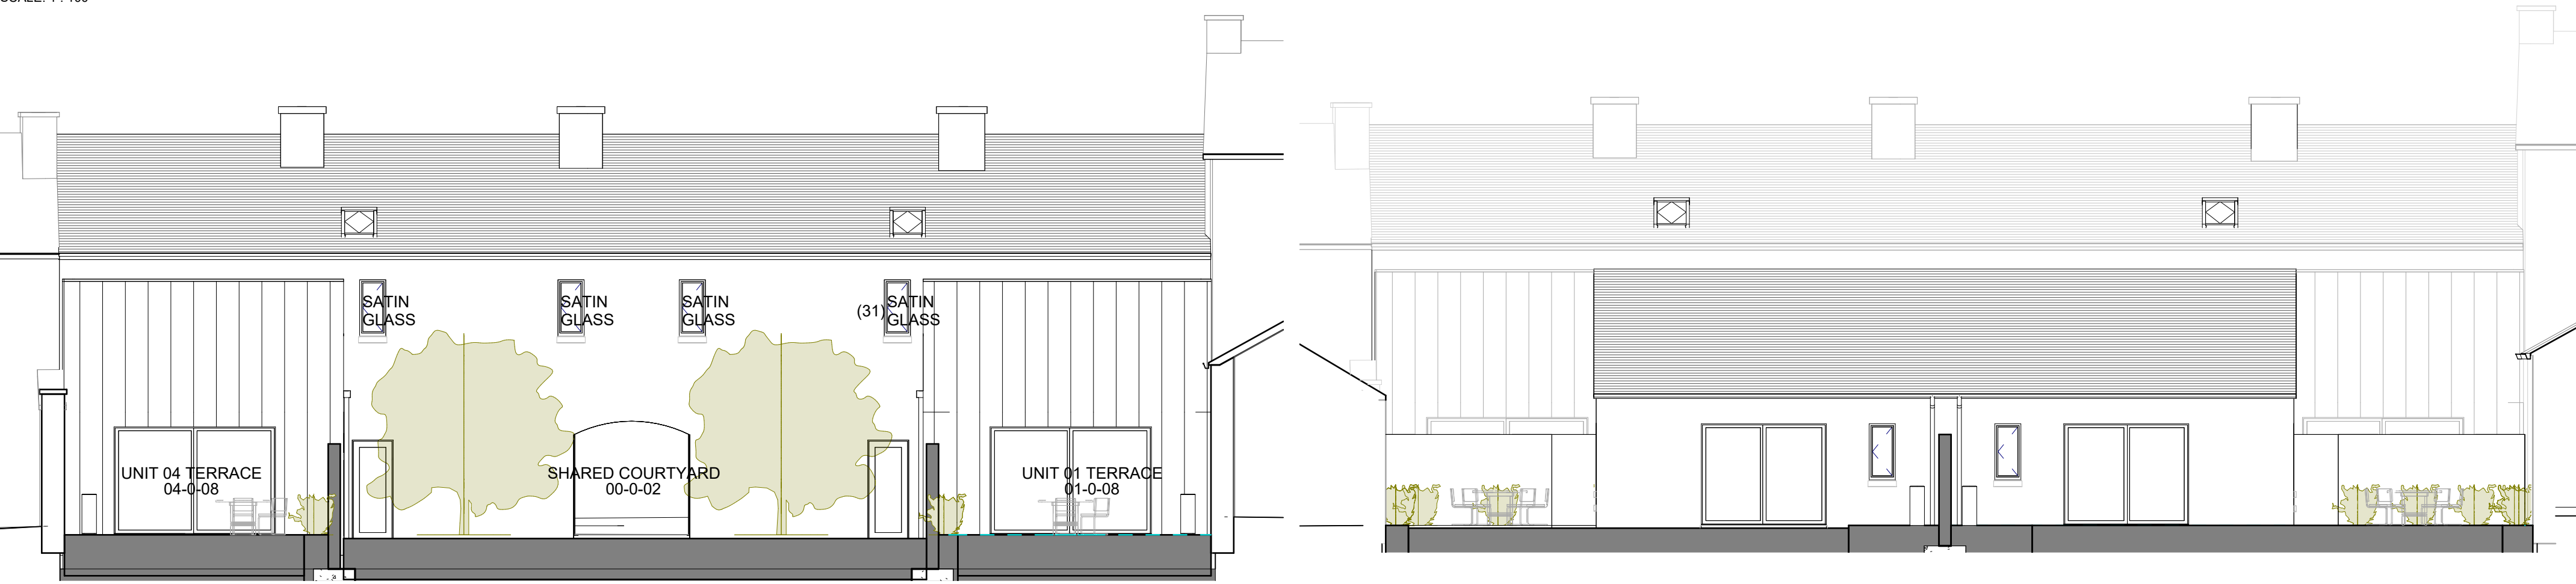 SATIN
GLASS
SATIN
GLASS
SATIN
GLASS
(31)
SATIN
GLASS
UNIT 04 TERRACE
04-0-08
SHARED COURTYARD
00-0-02
UNIT 01 TERRACE
01-0-08